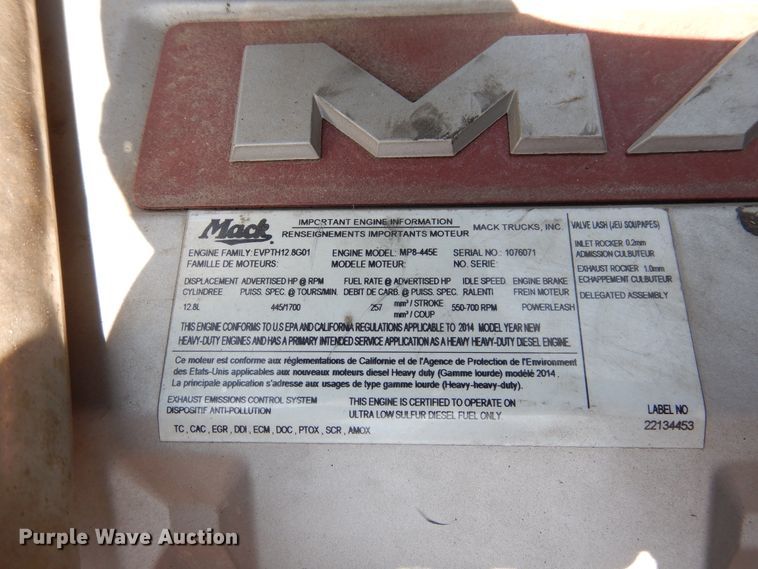 MA
Mack
IMPORTANT ENGINE INFORMATION
RENSEIGNEMENTS IMPORTANTS MOTEUR
MACK TRUCKS, INC.
ENGINE FAMILY: EVPTH12.8G01 ENGINE MODEL: MP8-445E SERIAL NO.: 1076071
FAMILLE DE MOTEURS: MODELE MOTEUR: NO. SERIE:
DISPLACEMENT ADVERTISED HP @ RPM FUEL RATE @ ADVERTISED HP IDLE SPEED. ENGINE BRAKE
CYLINDREE PUISS. SPEC. @ TOURS/MIN. DEBIT DE CARB. @ PUISS. SPEC. RALENTI FREIN MOTEUR
12.8L 445/1700 257 mm³ / STROKE 550-700 RPM POWERLEASH
mm³ / COUP
THIS ENGINE CONFORMS TO U.S EPA AND CALIFORNIA REGULATIONS APPLICABLE TO 2014 MODEL YEAR NEW
HEAVY-DUTY ENGINES AND HAS A PRIMARY INTENDED SERVICE APPLICATION AS A HEAVY HEAVY-DUTY DIESEL ENGINE.
Ce moteur est conforme aux réglementations de Californie et de l'Agence de Protection de l'Environment
des Etats-Unis applicables aux nouveaux moteurs diesel Heavy duty (Gamme lourde) modèlé 2014 .
La principale application s'adresse aux usages de type gamme lourde (Heavy-heavy-duty).
EXHAUST EMISSIONS CONTROL SYSTEM THIS ENGINE IS CERTIFIED TO OPERATE ON
DISPOSITIF ANTI-POLLUTION ULTRA LOW SULFUR DIESEL FUEL ONLY.
TC , CAC , EGR , DDI , ECM , DOC , PTOX , SCR , AMOX
VALVE LASH (JEU SOUPAPES)
INLET ROCKER 0.2mm
ADMISSION CULBUTEUR
EXHAUST ROCKER 1.0mm
ECHAPPEMENT CULBUTEUR
DELEGATED ASSEMBLY
LABEL NO
22134453
Purple Wave Auction